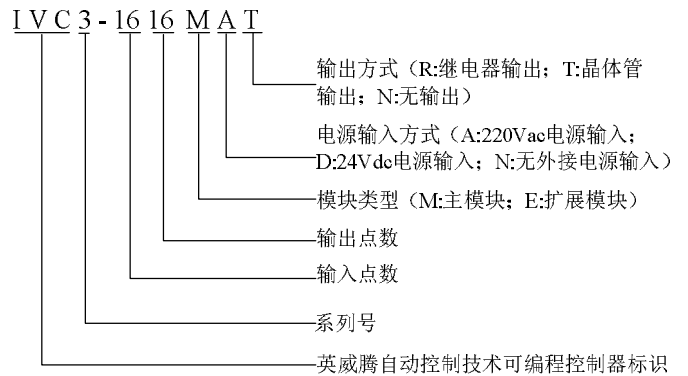 IVC3-1616MAT
输出方式（R:继电器输出；T:晶体管
输出；N:无输出）
电源输入方式（A:220Vac电源输入；
D:24Vdc电源输入；N:无外接电源输入）
模块类型（M:主模块；E:扩展模块）
输出点数
输入点数
系列号
英威腾自动控制技术可编程控制器标识